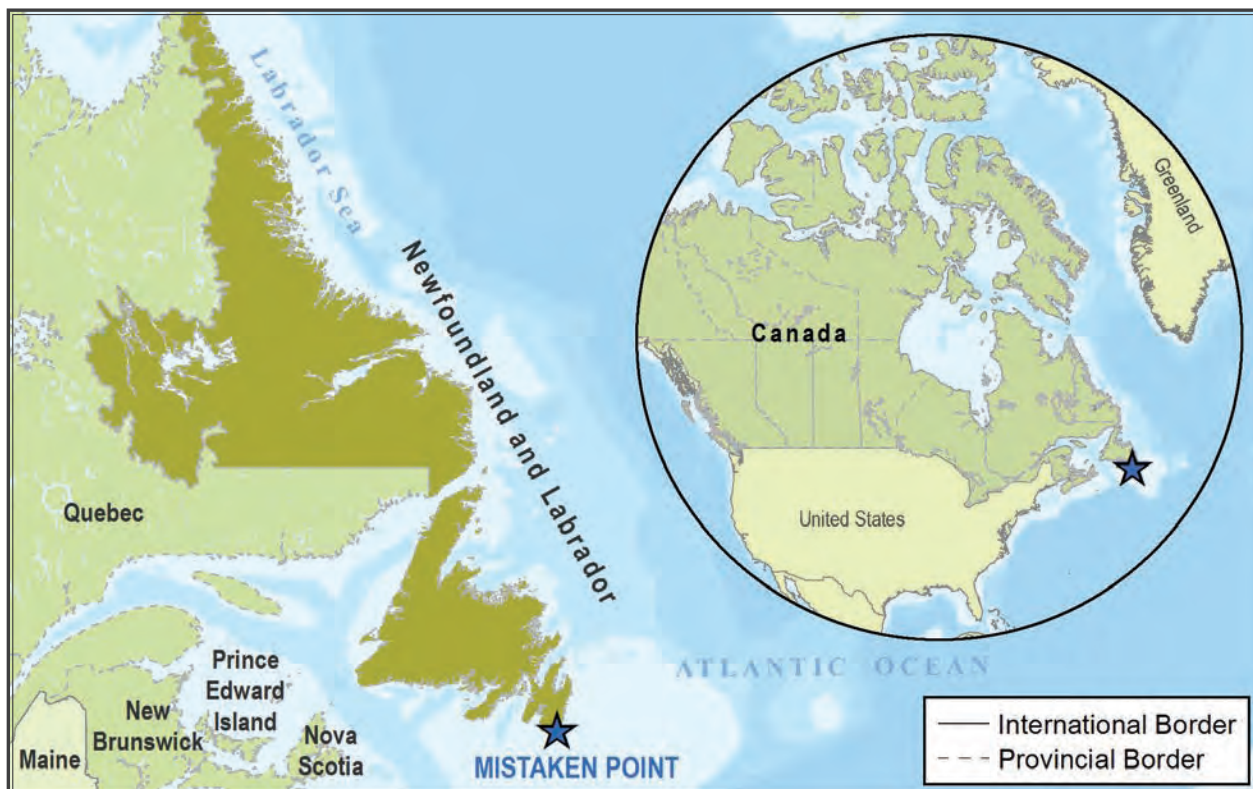 Labrador Sea
Newfoundland and Labrador
Quebec
Prince
Edward
Island
New
Brunswick
Nova
Scotia
Maine
MISTAKEN POINT
ATLANTIC OCEAN
Canada
Greenland
United States
International Border
Provincial Border